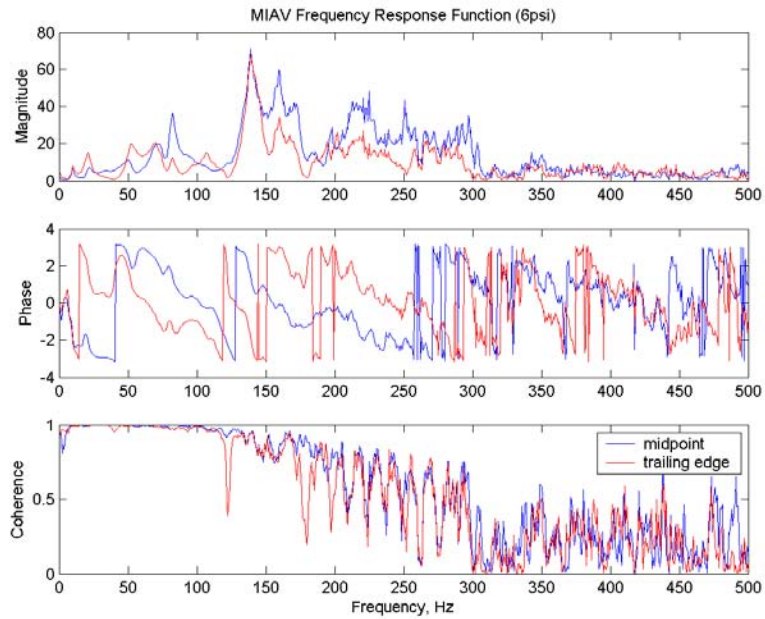 MIAV Frequency Response Function (6psi)
80
60
40
20
0
Magnitude
0 50 100 150 200 250 300 350 400 450 500
4
2
0
-2
-4
Phase
0 50 100 150 200 250 300 350 400 450 500
1
0.5
0
Coherence
midpoint
trailing edge
0 50 100 150 200 250 300 350 400 450 500
Frequency, Hz